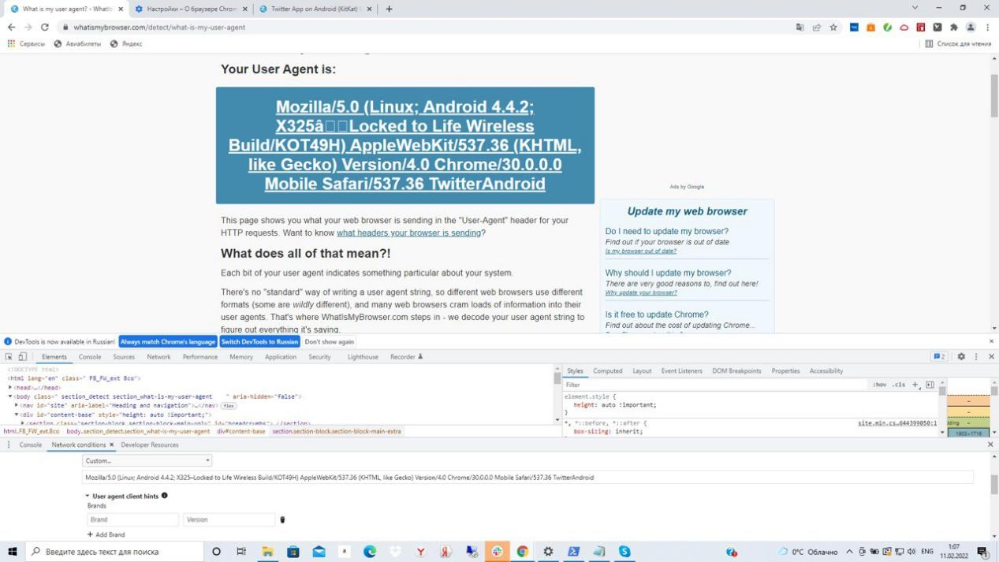 What is my user agent? - WhatIs
Настройки – О браузере Chrom
Twitter App on Android (KitKat) U
whatismybrowser.com/detect/what-is-my-user-agent
Сервисы Авиабилеты Яндекс Список для чтения
Your User Agent is:
Mozilla/5.0 (Linux; Android 4.4.2;
X325â□□Locked to Life Wireless
Build/KOT49H) AppleWebKit/537.36 (KHTML,
like Gecko) Version/4.0 Chrome/30.0.0.0
Mobile Safari/537.36 TwitterAndroid
This page shows you what your web browser is sending in the "User-Agent" header for your
HTTP requests. Want to know what headers your browser is sending?
What does all of that mean?!
Each bit of your user agent indicates something particular about your system.
There's no "standard" way of writing a user agent string, so different web browsers use different
formats (some are wildly different), and many web browsers cram loads of information into their
user agents. That's where WhatIsMyBrowser.com steps in - we decode your user agent string to
figure out everything it's saying.
Ads by Google
Update my web browser
Do I need to update my browser?
Find out if your browser is out of date
Is my browser out of date?
Why should I update my browser?
There are very good reasons to, find out here!
Why update your browser?
Is it free to update Chrome?
Find out about the cost of updating Chrome...
DevTools is now available in Russian! Always match Chrome's language Switch DevTools to Russian Don't show again
Elements Console Sources Network Performance Memory Application Security Lighthouse Recorder 2
<!DOCTYPE html>
<html lang="en" class=" FB_FW_ext Bco">
<head>…</head>
<body class=" section_detect section_what-is-my-user-agent " aria-hidden="false">
<nav id="site" aria-label="Heading and navigation">…</nav> flex
<div id="content-base" style="height: auto !important;">
<section class="section-block section-block-main-only" id="breadcrumbs"> </section>
html.FB_FW_ext.Bco body.section_detect.section_what-is-my-user-agent div#content-base section.section-block.section-block-main-extra
Styles Computed Layout Event Listeners DOM Breakpoints Properties Accessibility
Filter :hov .cls +
element.style {
height: auto !important;
}
*, *::before, *::after { site.min.cs…644399050:1
box-sizing: inherit;
dding –
1903×1716
Console Network conditions Developer Resources
Custom...
Mozilla/5.0 (Linux; Android 4.4.2; X325–Locked to Life Wireless Build/KOT49H) AppleWebKit/537.36 (KHTML, like Gecko) Version/4.0 Chrome/30.0.0.0 Mobile Safari/537.36 TwitterAndroid
User agent client hints
Brands
Brand Version
+ Add Brand
Введите здесь текст для поиска
0°C Облачно
ENG
1:07
11.02.2022